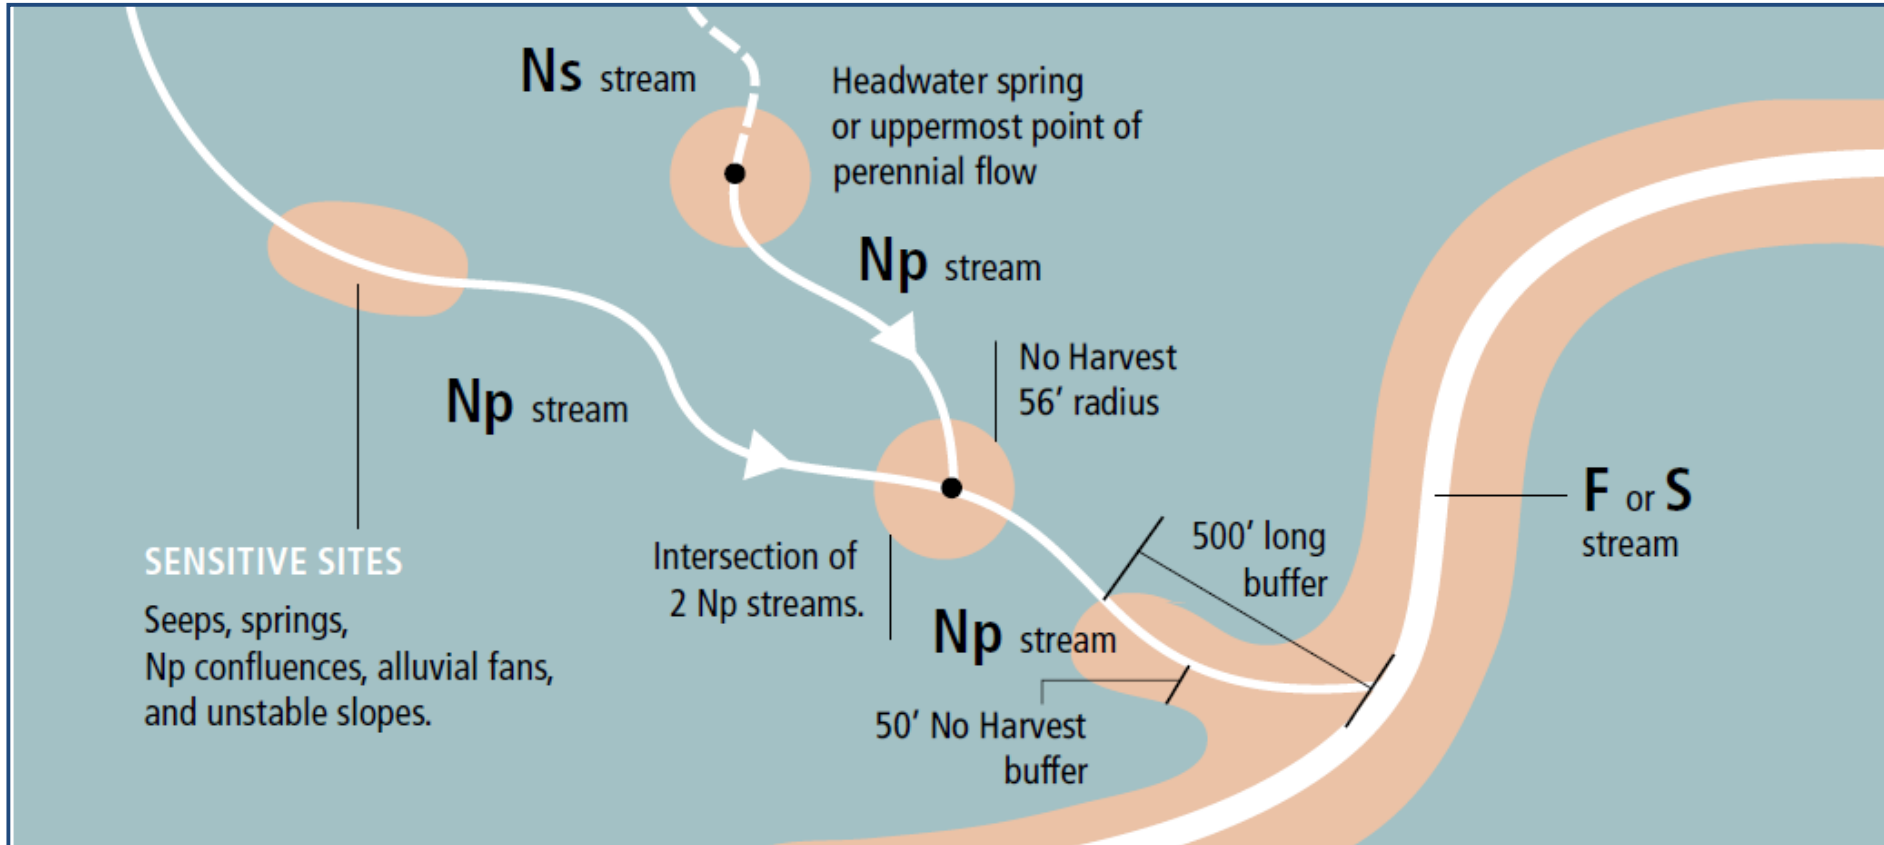 Ns stream
Headwater spring
or uppermost point of
perennial flow
Np stream
No Harvest
56’ radius
Np stream
F or S
stream
500’ long
buffer
SENSITIVE SITES
Seeps, springs,
Np confluences, alluvial fans,
and unstable slopes.
Intersection of
2 Np streams.
Np stream
50’ No Harvest
buffer